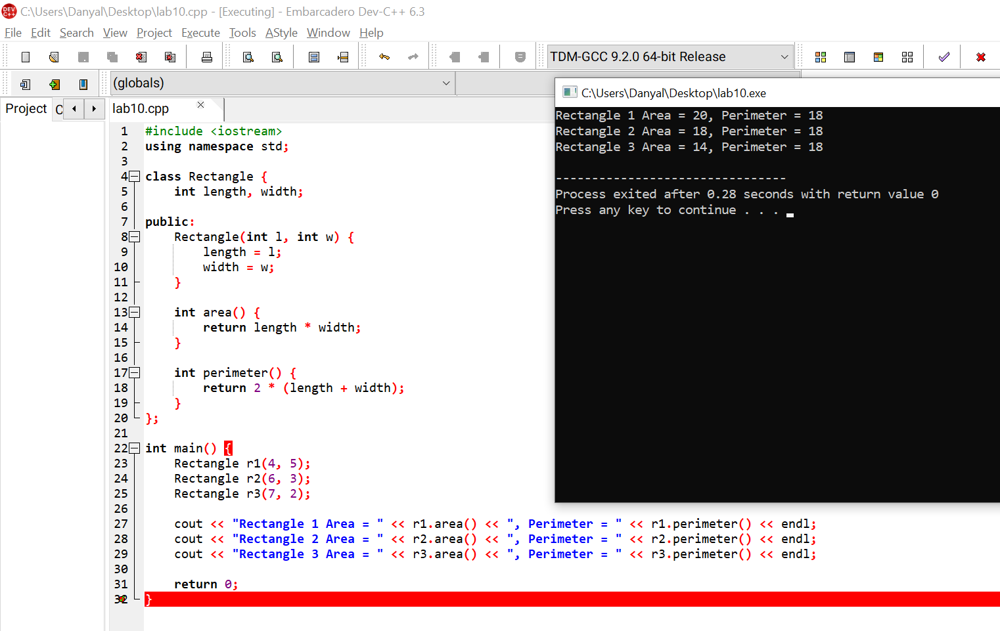 C:\Users\Danyal\Desktop\lab10.cpp - [Executing] - Embarcadero Dev-C++ 6.3
File Edit Search View Project Execute Tools AStyle Window Help
TDM-GCC 9.2.0 64-bit Release
(globals)
Project C lab10.cpp
1 #include <iostream>
2 using namespace std;
3
4 class Rectangle {
5     int length, width;
6
7 public:
8     Rectangle(int l, int w) {
9         length = l;
10         width = w;
11     }
12
13     int area() {
14         return length * width;
15     }
16
17     int perimeter() {
18         return 2 * (length + width);
19     }
20 };
21
22 int main() {
23     Rectangle r1(4, 5);
24     Rectangle r2(6, 3);
25     Rectangle r3(7, 2);
26
27     cout << "Rectangle 1 Area = " << r1.area() << ", Perimeter = " << r1.perimeter() << endl;
28     cout << "Rectangle 2 Area = " << r2.area() << ", Perimeter = " << r2.perimeter() << endl;
29     cout << "Rectangle 3 Area = " << r3.area() << ", Perimeter = " << r3.perimeter() << endl;
30
31     return 0;
32 }
C:\Users\Danyal\Desktop\lab10.exe
Rectangle 1 Area = 20, Perimeter = 18
Rectangle 2 Area = 18, Perimeter = 18
Rectangle 3 Area = 14, Perimeter = 18
--------------------------------
Process exited after 0.28 seconds with return value 0
Press any key to continue . . .